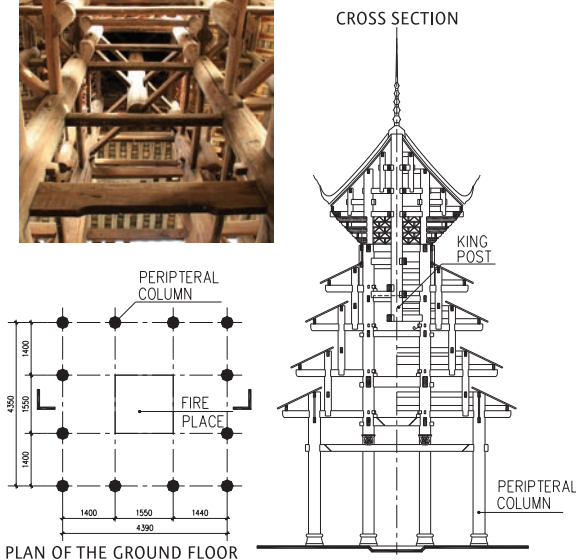 CROSS SECTION
KING
POST
PERIPTERAL
COLUMN
PERIPTERAL
COLUMN
FIRE
PLACE
1400
1550
1400
4350
1400
1550
1440
4390
PLAN OF THE GROUND FLOOR